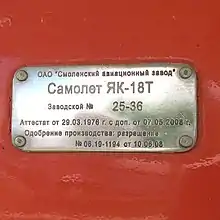 ОАО "Смоленский авиационный завод"
Самолет ЯК-18Т
Заводской № 25-36
Аттестат от 29.03.1976 г. с доп. от 07.05.2008 г.
Одобрение производства: разрешение
№ 06.19-1194 от 10.06.08